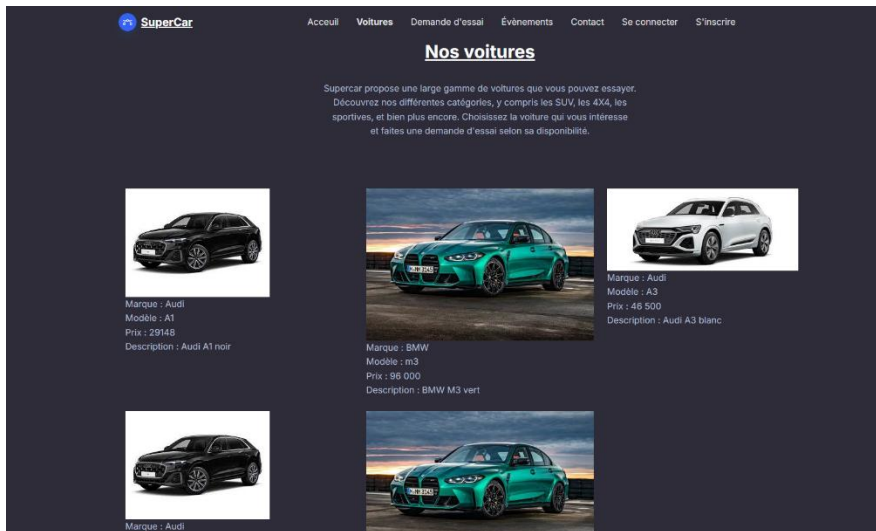 SuperCar
Acceuil Voitures Demande d'essai Évènements Contact Se connecter S'inscrire
Nos voitures
Supercar propose une large gamme de voitures que vous pouvez essayer.
Découvrez nos différentes catégories, y compris les SUV, les 4X4, les
sportives, et bien plus encore. Choisissez la voiture qui vous intéresse
et faites une demande d'essai selon sa disponibilité.
Marque : Audi
Modèle : A1
Prix : 29148
Description : Audi A1 noir
Marque : BMW
Modèle : m3
Prix : 96 000
Description : BMW M3 vert
Marque : Audi
Modèle : A3
Prix : 46 500
Description : Audi A3 blanc
Marque : Audi